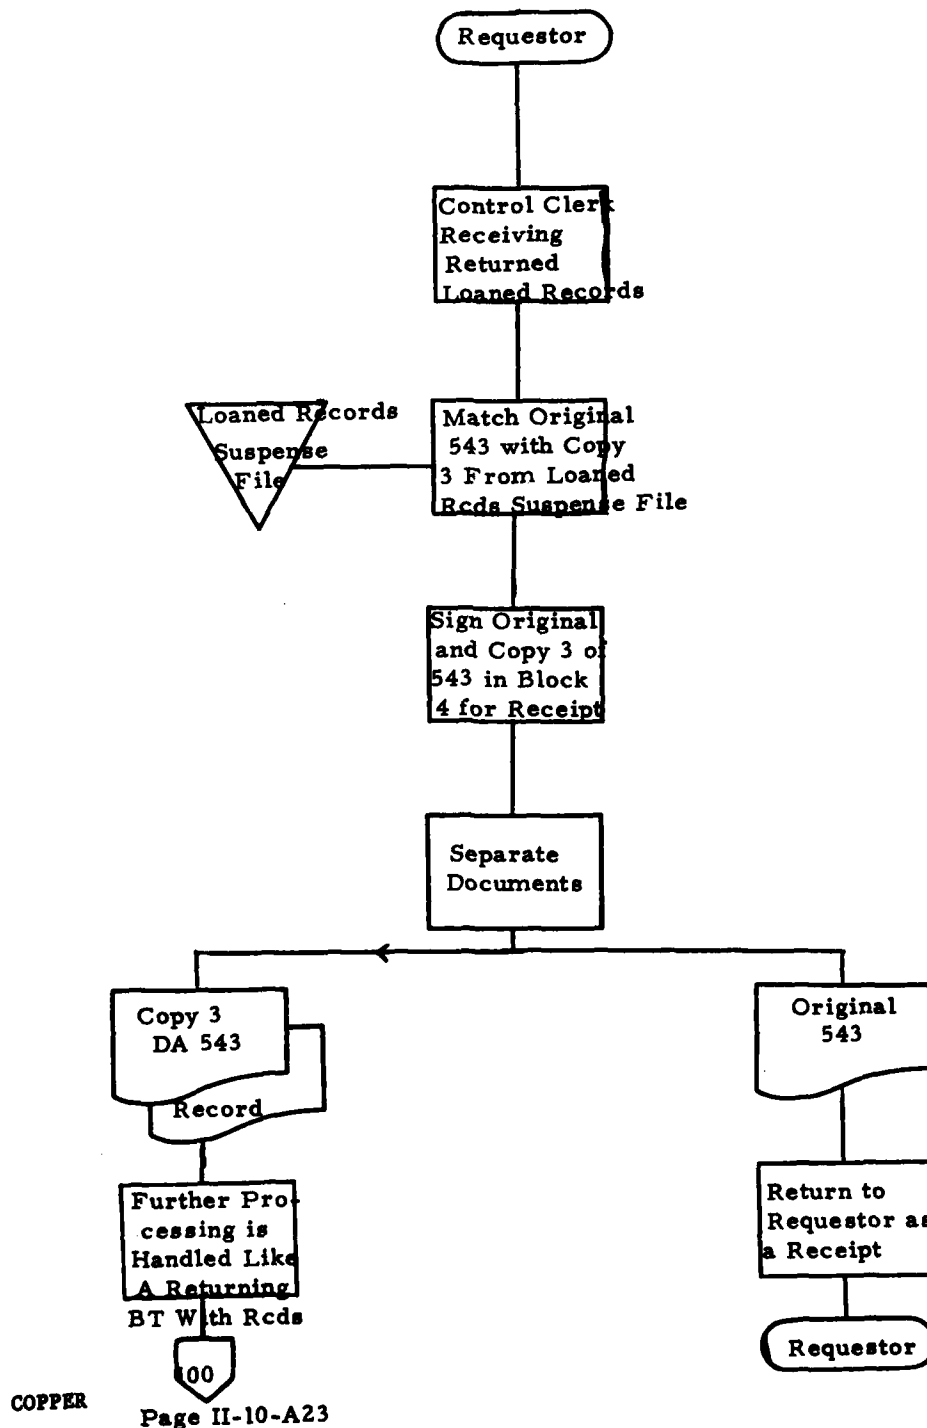 Requestor
Control Clerk
Receiving
Returned
Loaned Records
Loaned Records
Suspense
File
Match Original
543 with Copy
3 From Loaned
Rcds Suspense File
Sign Original
and Copy 3 of
543 in Block
4 for Receipt
Separate
Documents
Copy 3
DA 543
Record
Original
543
Further Pro-
cessing is
Handled Like
A Returning
BT With Rcds
Return to
Requestor as
a Receipt
100
Requestor
COPPER
Page II-10-A23